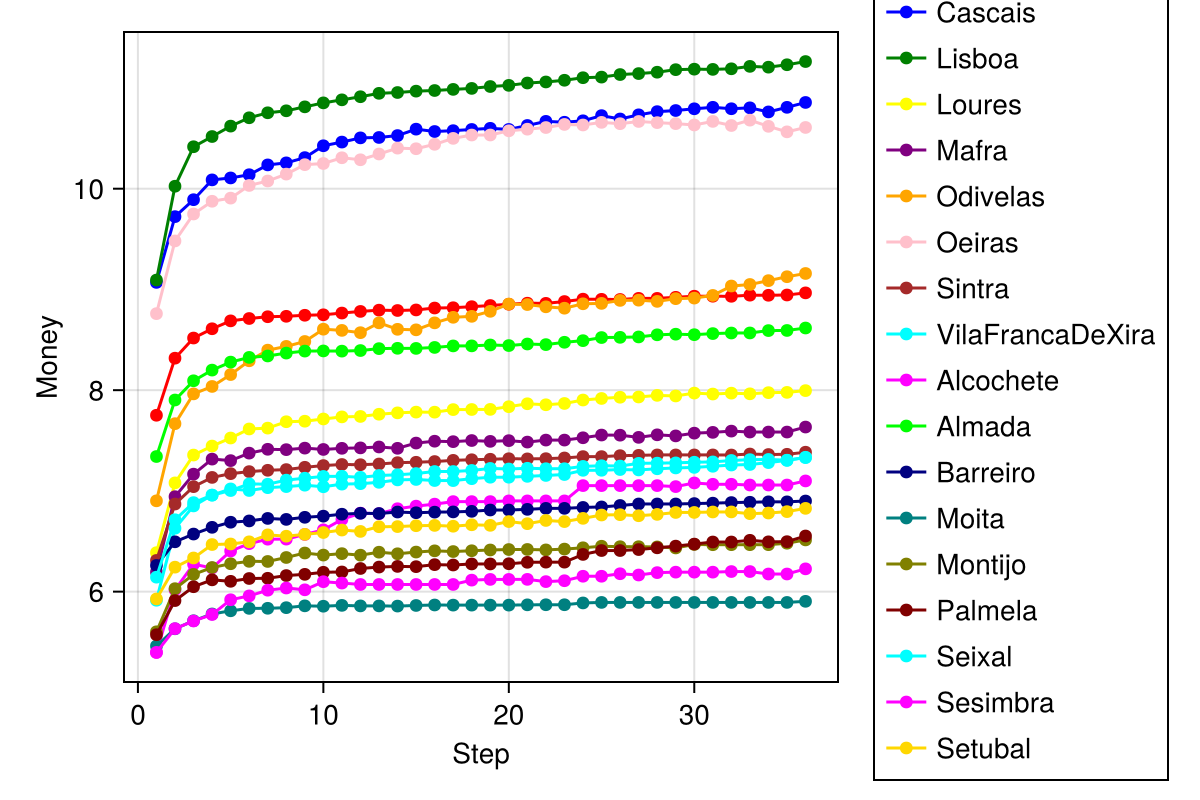 Money
10
8
6
0
10
20
30
Step
Cascais
Lisboa
Loures
Mafra
Odivelas
Oeiras
Sintra
VilaFrancaDeXira
Alcochete
Almada
Barreiro
Moita
Montijo
Palmela
Seixal
Sesimbra
Setubal